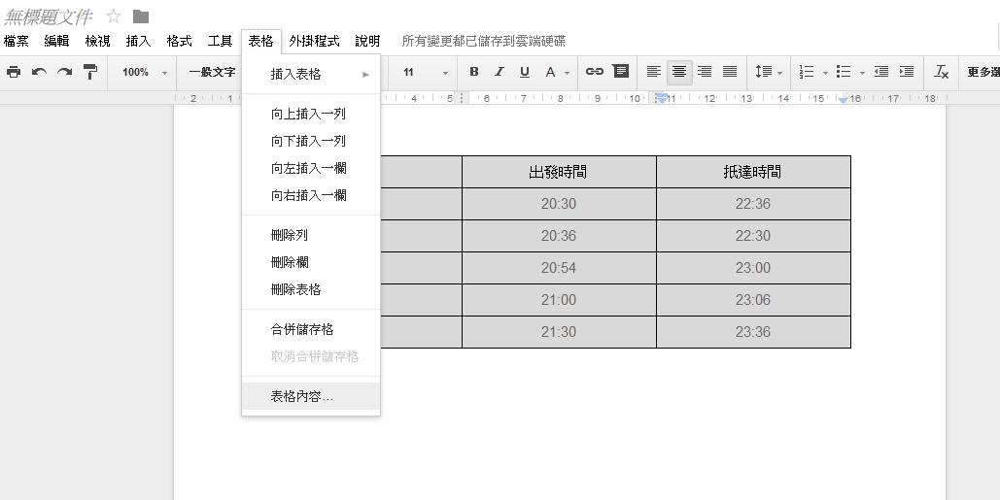 無標題文件
檔案 編輯 檢視 插入 格式 工具 表格 外掛程式 說明 所有變更都已儲存到雲端硬碟
100% 一般文字 11 B I U A 更多選
2 1 4 5 6 7 8 9 10 11 12 13 14 15 16 17 18
插入表格
向上插入一列
向下插入一列
向左插入一欄
向右插入一欄
刪除列
刪除欄
刪除表格
合併儲存格
取消合併儲存格
表格內容...
出發時間 抵達時間
20:30 22:36
20:36 22:30
20:54 23:00
21:00 23:06
21:30 23:36